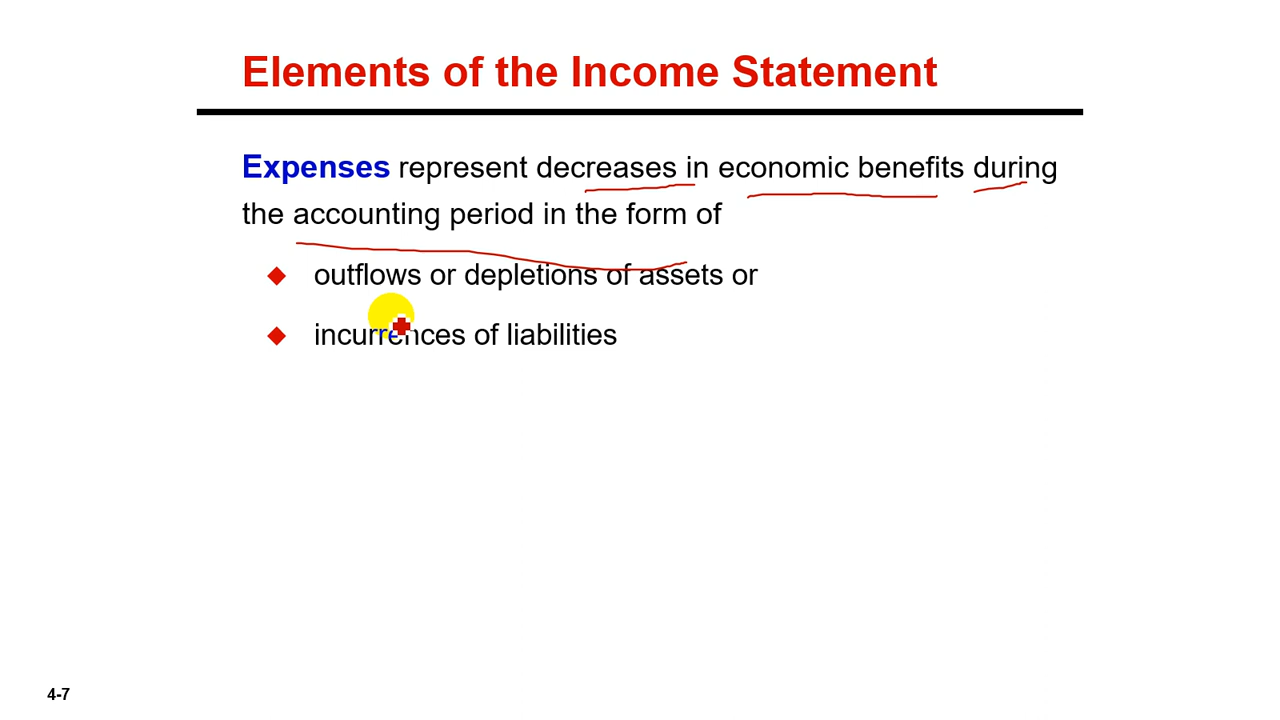 Elements of the Income Statement
Expenses represent decreases in economic benefits during
the accounting period in the form of
outflows or depletions of assets or
incurrences of liabilities
4-7